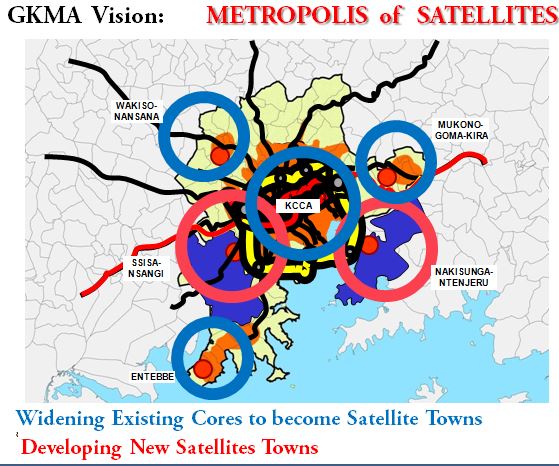 GKMA Vision: METROPOLIS of SATELLITES
WAKISO-
NANSANA
MUKONO-
GOMA-KIRA
KCCA
SSISA-
NSANGI
NAKISUNGA-
NTENJERU
ENTEBBE
Widening Existing Cores to become Satellite Towns
Developing New Satellites Towns